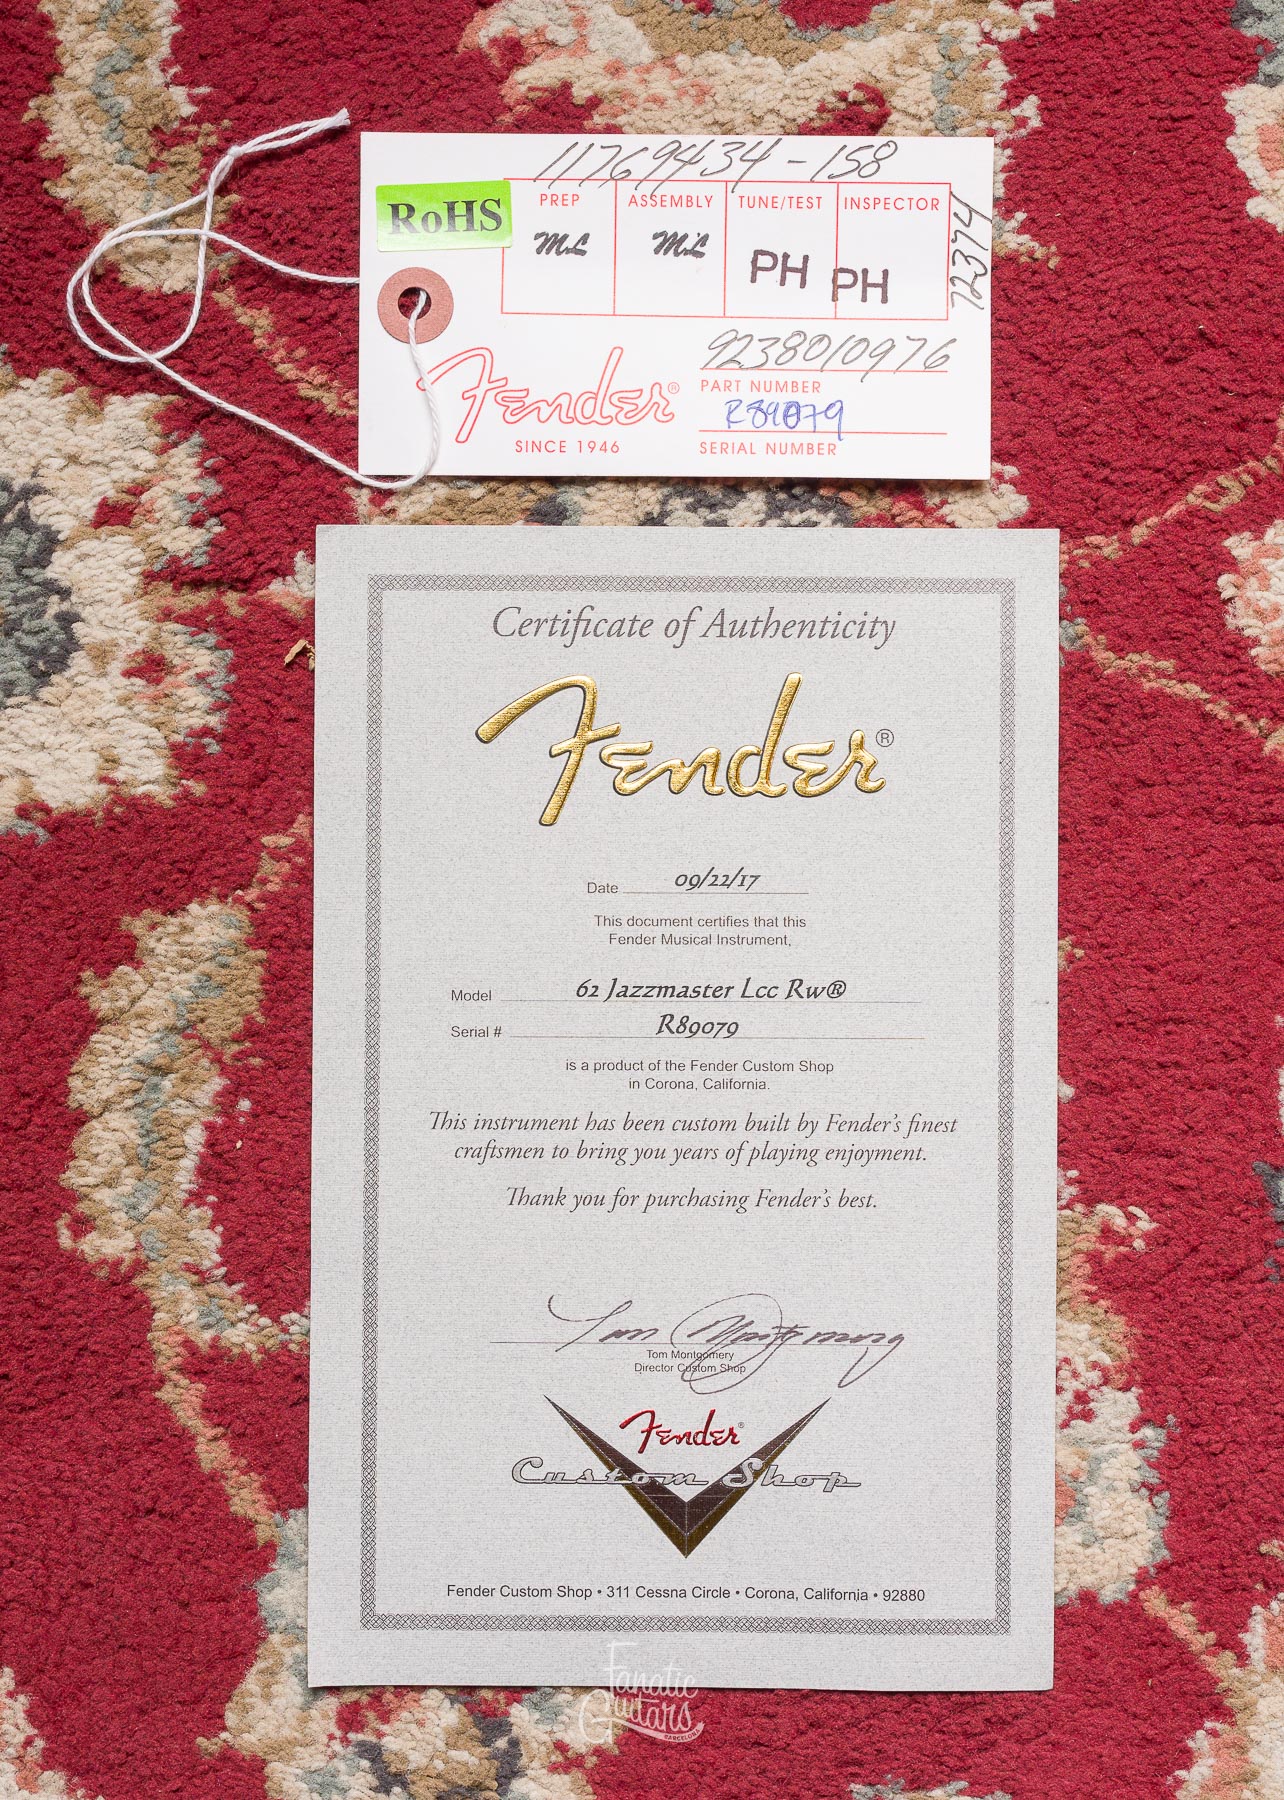 11769434-158
RoHS
PREP ASSEMBLY TUNE/TEST INSPECTOR
ML ML PH PH
72374
9238010976
PART NUMBER
R89079
SERIAL NUMBER
Fender®
SINCE 1946
Certificate of Authenticity
Fender®
Date 09/22/17
This document certifies that this
Fender Musical Instrument,
Model 62 Jazzmaster Lcc Rw®
Serial # R89079
is a product of the Fender Custom Shop
in Corona, California.
This instrument has been custom built by Fender's finest
craftsmen to bring you years of playing enjoyment.
Thank you for purchasing Fender's best.
Tom Montgomery
Tom Montgomery
Director Custom Shop
Fender®
Custom Shop
Fender Custom Shop • 311 Cessna Circle • Corona, California • 92880
Fanatic
Guitars
BARCELONA